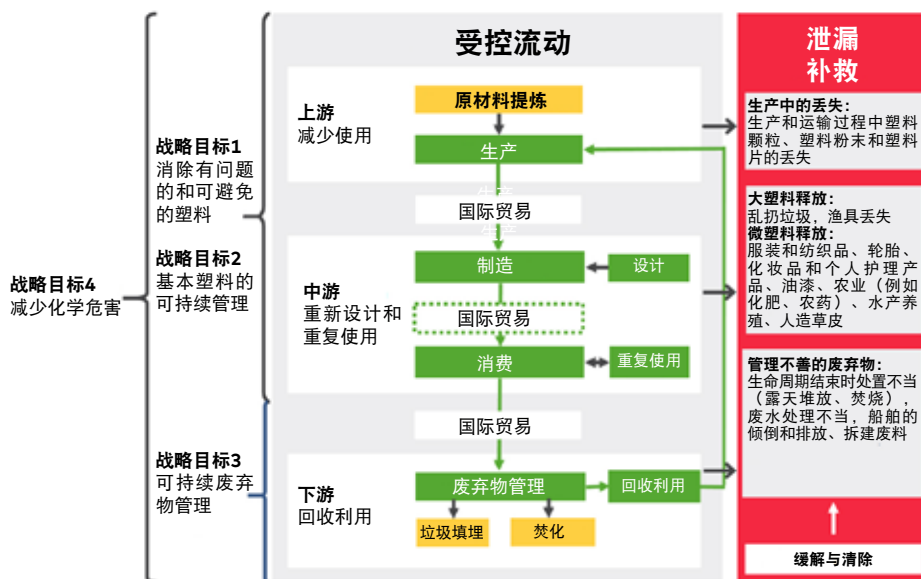 战略目标4
减少化学危害
战略目标1
消除有问题
的和可避免
的塑料
战略目标2
基本塑料的
可持续管理
战略目标3
可持续废弃
物管理
受控流动
上游
减少使用
原材料提炼
生产
生产
国际贸易
生产
中游
重新设计和
重复使用
制造
设计
国际贸易
消费
重复使用
国际贸易
下游
回收利用
废弃物管理
回收利用
垃圾填埋
焚化
泄漏
补救
生产中的丢失：
生产和运输过程中塑料
颗粒、塑料粉末和塑料
片的丢失
大塑料释放：
乱扔垃圾，渔具丢失
微塑料释放：
服装和纺织品、轮胎、
化妆品和个人护理产
品、油漆、农业（例如
化肥、农药）、水产养
殖、人造草皮
管理不善的废弃物：
生命周期结束时处置不当
（露天堆放、焚烧），
废水处理不当，船舶的
倾倒和排放、拆建废料
缓解与清除